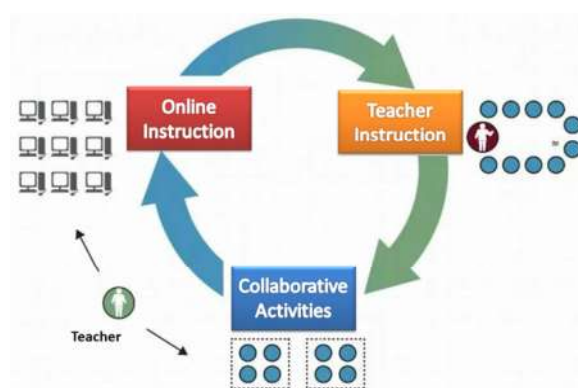 Online
Instruction
Teacher
Instruction
Collaborative
Activities
Teacher